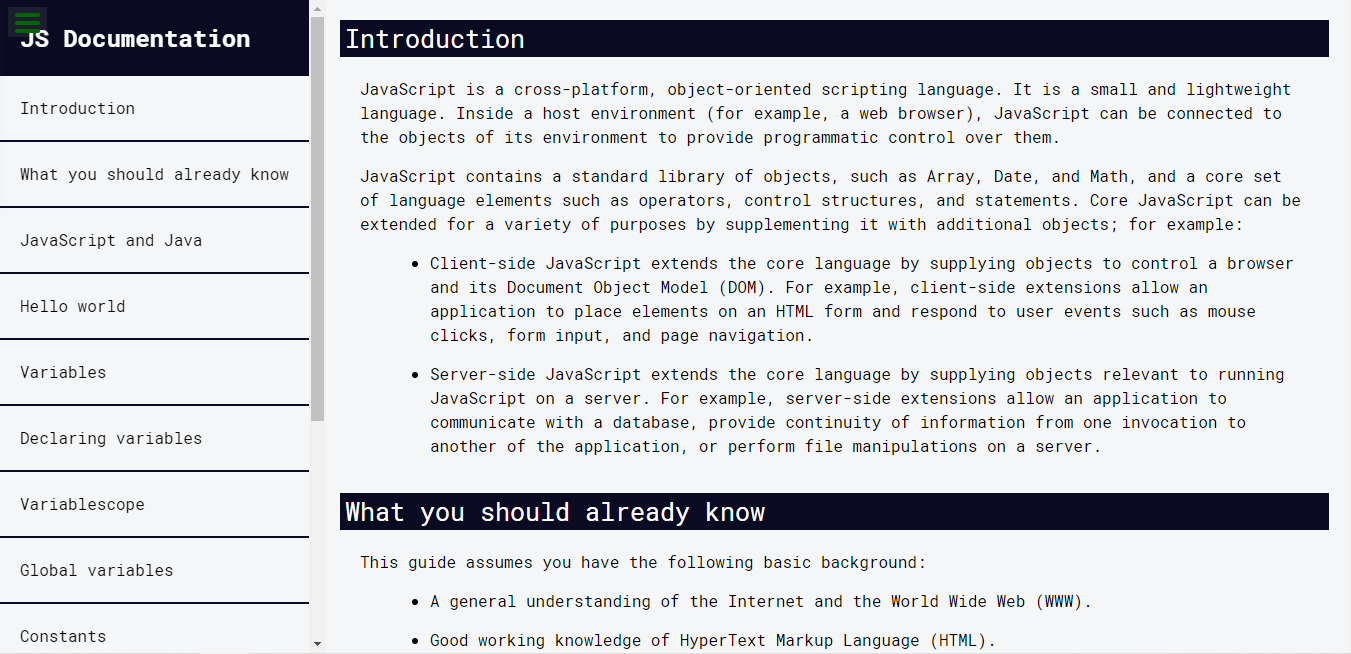 JS Documentation
Introduction
What you should already know
JavaScript and Java
Hello world
Variables
Declaring variables
Variablescope
Global variables
Constants
Introduction
JavaScript is a cross-platform, object-oriented scripting language. It is a small and lightweight
language. Inside a host environment (for example, a web browser), JavaScript can be connected to
the objects of its environment to provide programmatic control over them.
JavaScript contains a standard library of objects, such as Array, Date, and Math, and a core set
of language elements such as operators, control structures, and statements. Core JavaScript can be
extended for a variety of purposes by supplementing it with additional objects; for example:
• Client-side JavaScript extends the core language by supplying objects to control a browser
and its Document Object Model (DOM). For example, client-side extensions allow an
application to place elements on an HTML form and respond to user events such as mouse
clicks, form input, and page navigation.
• Server-side JavaScript extends the core language by supplying objects relevant to running
JavaScript on a server. For example, server-side extensions allow an application to
communicate with a database, provide continuity of information from one invocation to
another of the application, or perform file manipulations on a server.
What you should already know
This guide assumes you have the following basic background:
• A general understanding of the Internet and the World Wide Web (WWW).
• Good working knowledge of HyperText Markup Language (HTML).